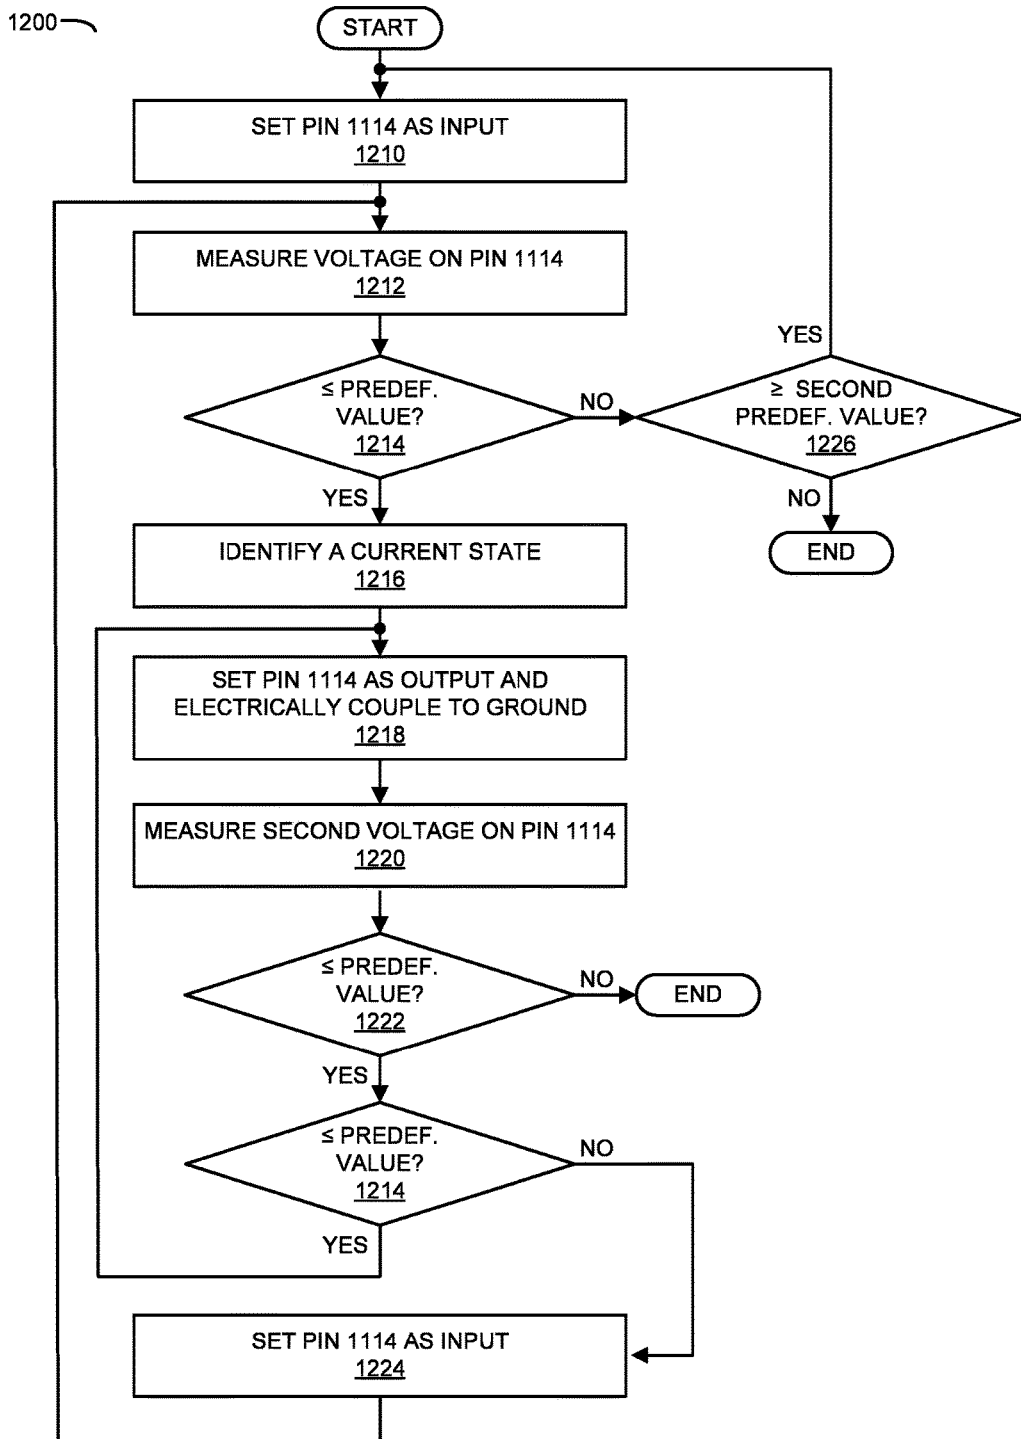 1200
START
SET PIN 1114 AS INPUT
1210
MEASURE VOLTAGE ON PIN 1114
1212
≤ PREDEF.
VALUE?
1214
NO
YES
YES
≥ SECOND
PREDEF. VALUE?
1226
NO
END
IDENTIFY A CURRENT STATE
1216
SET PIN 1114 AS OUTPUT AND
ELECTRICALLY COUPLE TO GROUND
1218
MEASURE SECOND VOLTAGE ON PIN 1114
1220
≤ PREDEF.
VALUE?
1222
NO
END
YES
≤ PREDEF.
VALUE?
1214
NO
YES
SET PIN 1114 AS INPUT
1224